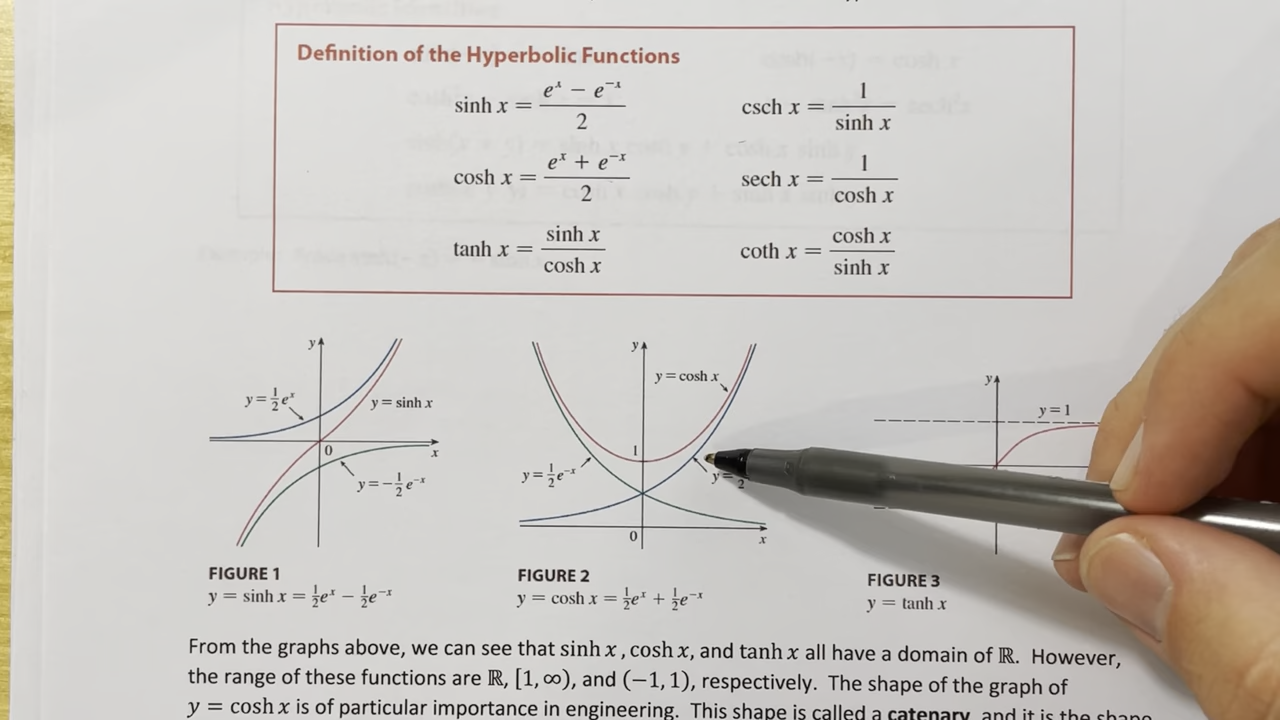 Definition of the Hyperbolic Functions
sinh x = (eˣ − e⁻ˣ)/2
csch x = 1/sinh x
cosh x = (eˣ + e⁻ˣ)/2
sech x = 1/cosh x
tanh x = sinh x/cosh x
coth x = cosh x/sinh x
y
y = ½eˣ
y = sinh x
0
x
y = −½e⁻ˣ
y
y = cosh x
1
y = ½e⁻ˣ
y =
0
x
y
y = 1
FIGURE 1
y = sinh x = ½eˣ − ½e⁻ˣ
FIGURE 2
y = cosh x = ½eˣ + ½e⁻ˣ
FIGURE 3
y = tanh x
From the graphs above, we can see that sinh x , cosh x, and tanh x all have a domain of ℝ. However,
the range of these functions are ℝ, [1, ∞), and (−1, 1), respectively. The shape of the graph of
y = cosh x is of particular importance in engineering. This shape is called a catenary, and it is the shape